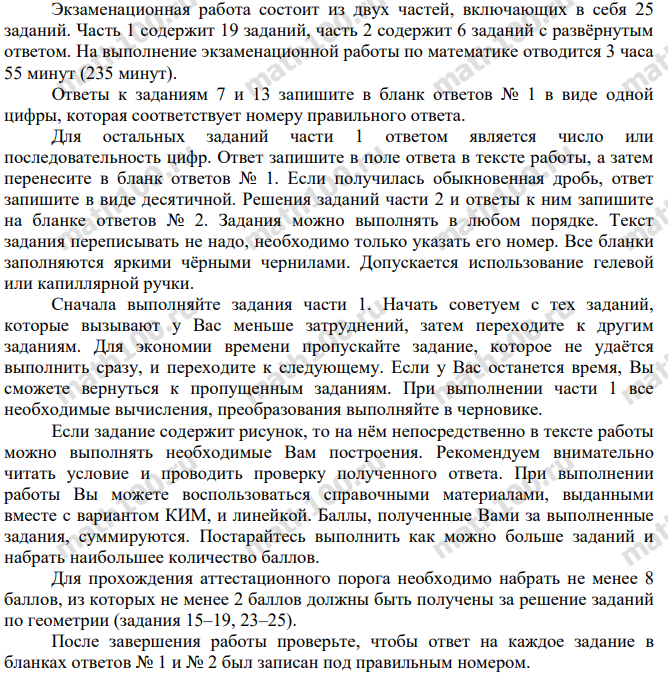 Экзаменационная работа состоит из двух частей, включающих в себя 25
заданий. Часть 1 содержит 19 заданий, часть 2 содержит 6 заданий с развёрнутым
ответом. На выполнение экзаменационной работы по математике отводится 3 часа
55 минут (235 минут).
Ответы к заданиям 7 и 13 запишите в бланк ответов № 1 в виде одной
цифры, которая соответствует номеру правильного ответа.
Для остальных заданий части 1 ответом является число или
последовательность цифр. Ответ запишите в поле ответа в тексте работы, а затем
перенесите в бланк ответов № 1. Если получилась обыкновенная дробь, ответ
запишите в виде десятичной. Решения заданий части 2 и ответы к ним запишите
на бланке ответов № 2. Задания можно выполнять в любом порядке. Текст
задания переписывать не надо, необходимо только указать его номер. Все бланки
заполняются яркими чёрными чернилами. Допускается использование гелевой
или капиллярной ручки.
Сначала выполняйте задания части 1. Начать советуем с тех заданий,
которые вызывают у Вас меньше затруднений, затем переходите к другим
заданиям. Для экономии времени пропускайте задание, которое не удаётся
выполнить сразу, и переходите к следующему. Если у Вас останется время, Вы
сможете вернуться к пропущенным заданиям. При выполнении части 1 все
необходимые вычисления, преобразования выполняйте в черновике.
Если задание содержит рисунок, то на нём непосредственно в тексте работы
можно выполнять необходимые Вам построения. Рекомендуем внимательно
читать условие и проводить проверку полученного ответа. При выполнении
работы Вы можете воспользоваться справочными материалами, выданными
вместе с вариантом КИМ, и линейкой. Баллы, полученные Вами за выполненные
задания, суммируются. Постарайтесь выполнить как можно больше заданий и
набрать наибольшее количество баллов.
Для прохождения аттестационного порога необходимо набрать не менее 8
баллов, из которых не менее 2 баллов должны быть получены за решение заданий
по геометрии (задания 15–19, 23–25).
После завершения работы проверьте, чтобы ответ на каждое задание в
бланках ответов № 1 и № 2 был записан под правильным номером.
math100.ru